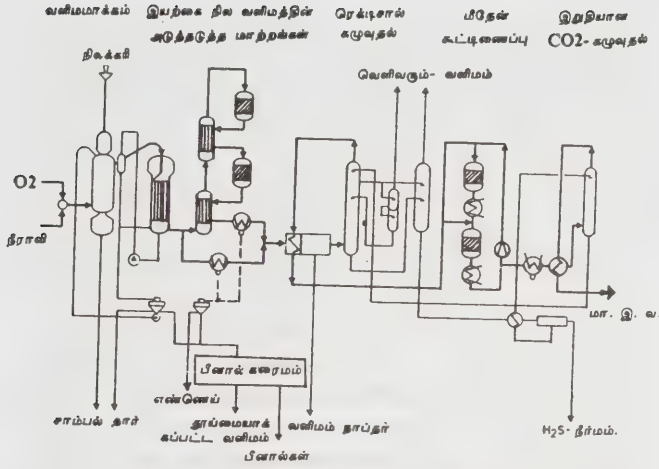 வளிமமாக்கம்
இயற்கை நில வளிமத்தின்
அடுத்தடுத்த மாற்றங்கள்
ரெக்டிசால்
கழுவுதல்
மீதேன்
கூட்டிணைப்பு
இறுதியான
CO2-கழுவுதல்
நிலக்கரி
வெளிவரும்- வளிமம்
O2
நீராவி
மா. இ. வ.
பீனால் கரைமம்
எண்ணெய்
சாம்பல் தார்
தூய்மையாக்
கப்பட்ட வளிமம்
பீனால்கள்
வளிமம் நாப்தர்
H2S- நீர்மம்.